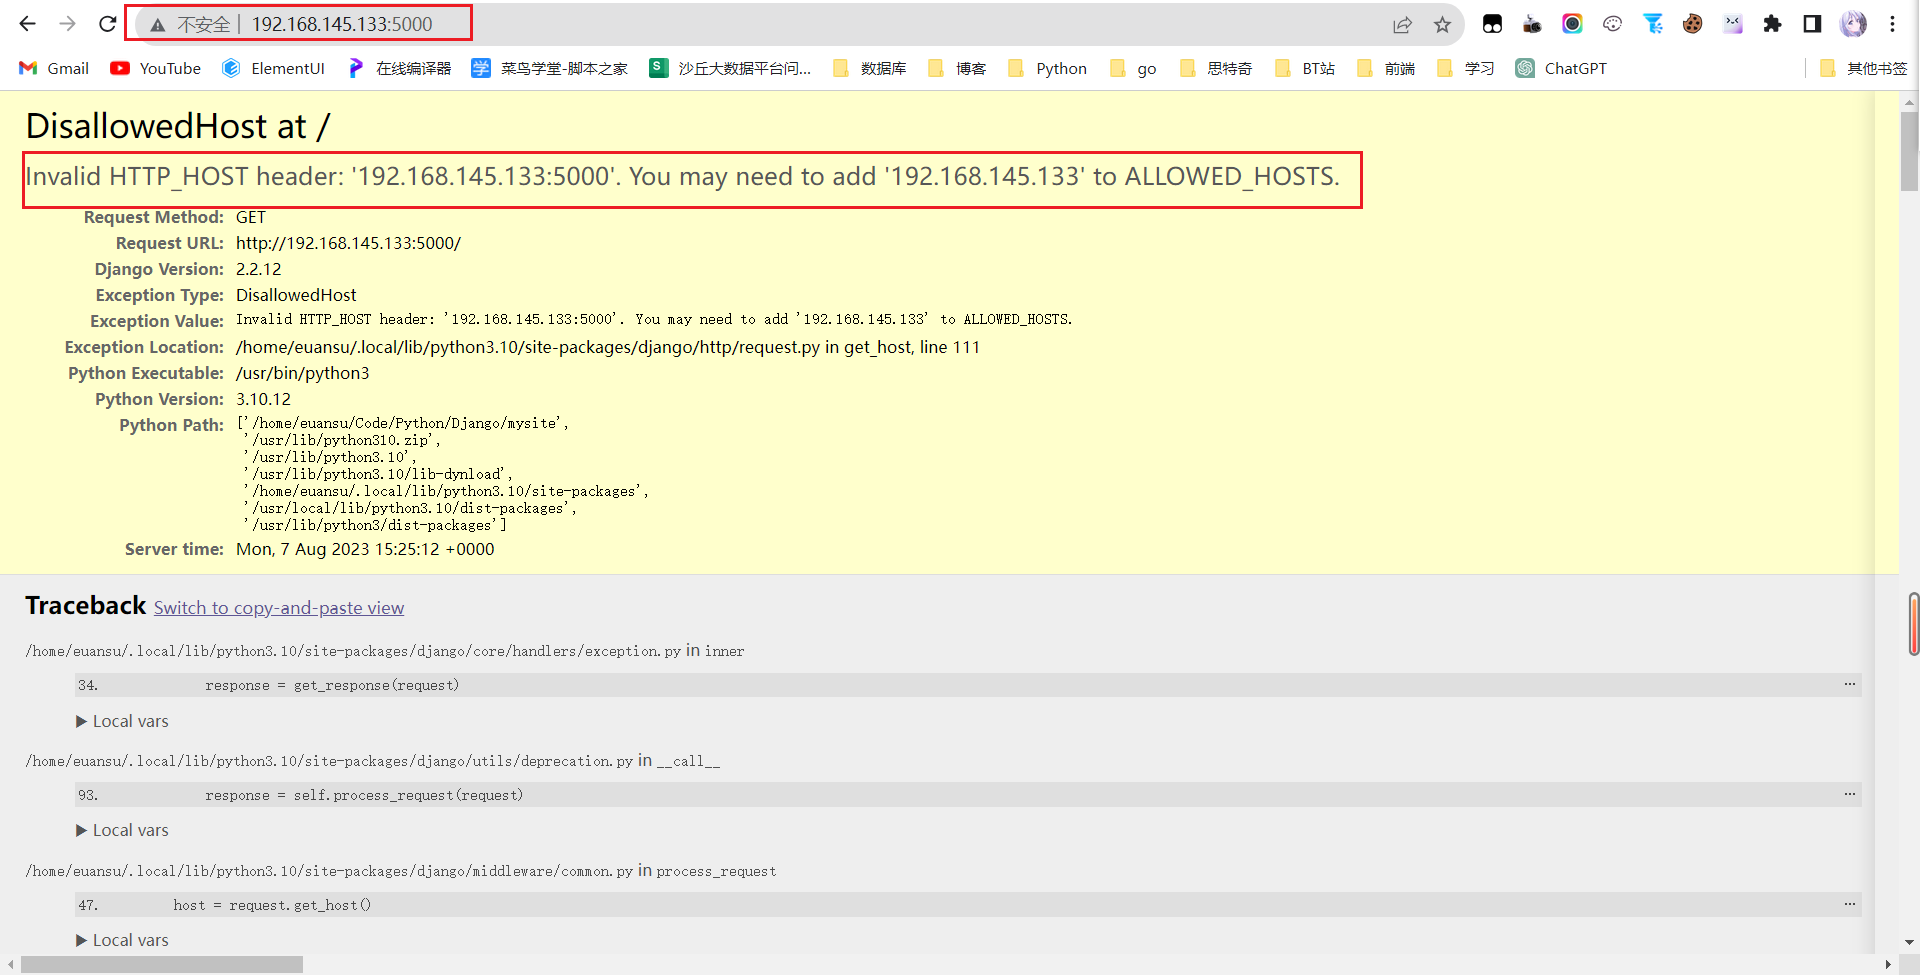 不安全 | 192.168.145.133:5000
Gmail YouTube ElementUI 在线编译器 菜鸟学堂-脚本之家 沙丘大数据平台问... 数据库 博客 Python go 思特奇 BT站 前端 学习 ChatGPT 其他书签
DisallowedHost at /
Invalid HTTP_HOST header: '192.168.145.133:5000'. You may need to add '192.168.145.133' to ALLOWED_HOSTS.
Request Method: GET
Request URL: http://192.168.145.133:5000/
Django Version: 2.2.12
Exception Type: DisallowedHost
Exception Value: Invalid HTTP_HOST header: '192.168.145.133:5000'. You may need to add '192.168.145.133' to ALLOWED_HOSTS.
Exception Location: /home/euansu/.local/lib/python3.10/site-packages/django/http/request.py in get_host, line 111
Python Executable: /usr/bin/python3
Python Version: 3.10.12
Python Path: ['/home/euansu/Code/Python/Django/mysite',
'/usr/lib/python310.zip',
'/usr/lib/python3.10',
'/usr/lib/python3.10/lib-dynload',
'/home/euansu/.local/lib/python3.10/site-packages',
'/usr/local/lib/python3.10/dist-packages',
'/usr/lib/python3/dist-packages']
Server time: Mon, 7 Aug 2023 15:25:12 +0000
Traceback Switch to copy-and-paste view
/home/euansu/.local/lib/python3.10/site-packages/django/core/handlers/exception.py in inner
34. response = get_response(request) ...
▶ Local vars
/home/euansu/.local/lib/python3.10/site-packages/django/utils/deprecation.py in __call__
93. response = self.process_request(request) ...
▶ Local vars
/home/euansu/.local/lib/python3.10/site-packages/django/middleware/common.py in process_request
47. host = request.get_host() ...
▶ Local vars